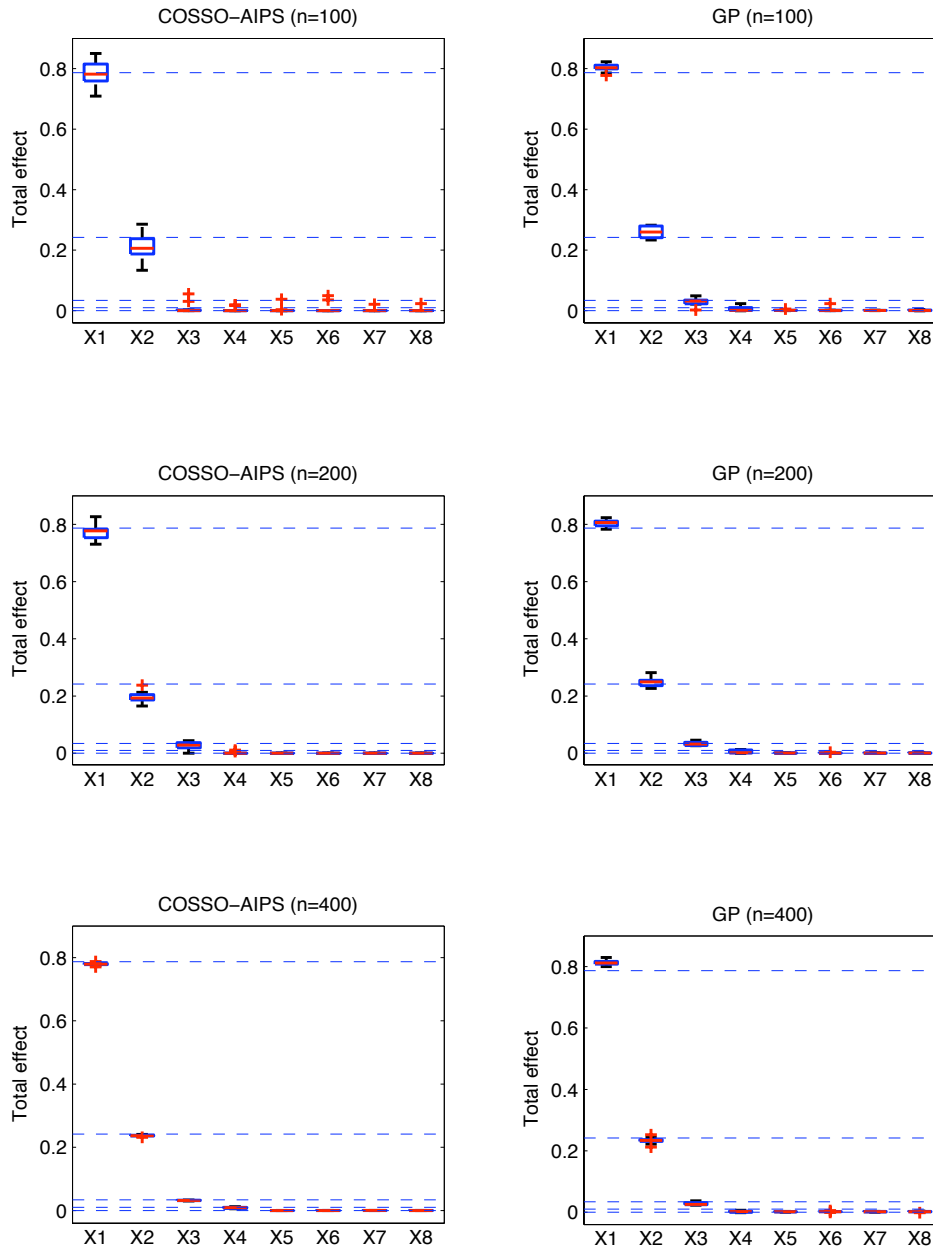 COSSO-AIPS (n=100)
GP (n=100)
Total effect
0.8
0.6
0.4
0.2
0
X1 X2 X3 X4 X5 X6 X7 X8
Total effect
0.8
0.6
0.4
0.2
0
X1 X2 X3 X4 X5 X6 X7 X8
COSSO-AIPS (n=200)
GP (n=200)
Total effect
0.8
0.6
0.4
0.2
0
X1 X2 X3 X4 X5 X6 X7 X8
Total effect
0.8
0.6
0.4
0.2
0
X1 X2 X3 X4 X5 X6 X7 X8
COSSO-AIPS (n=400)
GP (n=400)
Total effect
0.8
0.6
0.4
0.2
0
X1 X2 X3 X4 X5 X6 X7 X8
Total effect
0.8
0.6
0.4
0.2
0
X1 X2 X3 X4 X5 X6 X7 X8